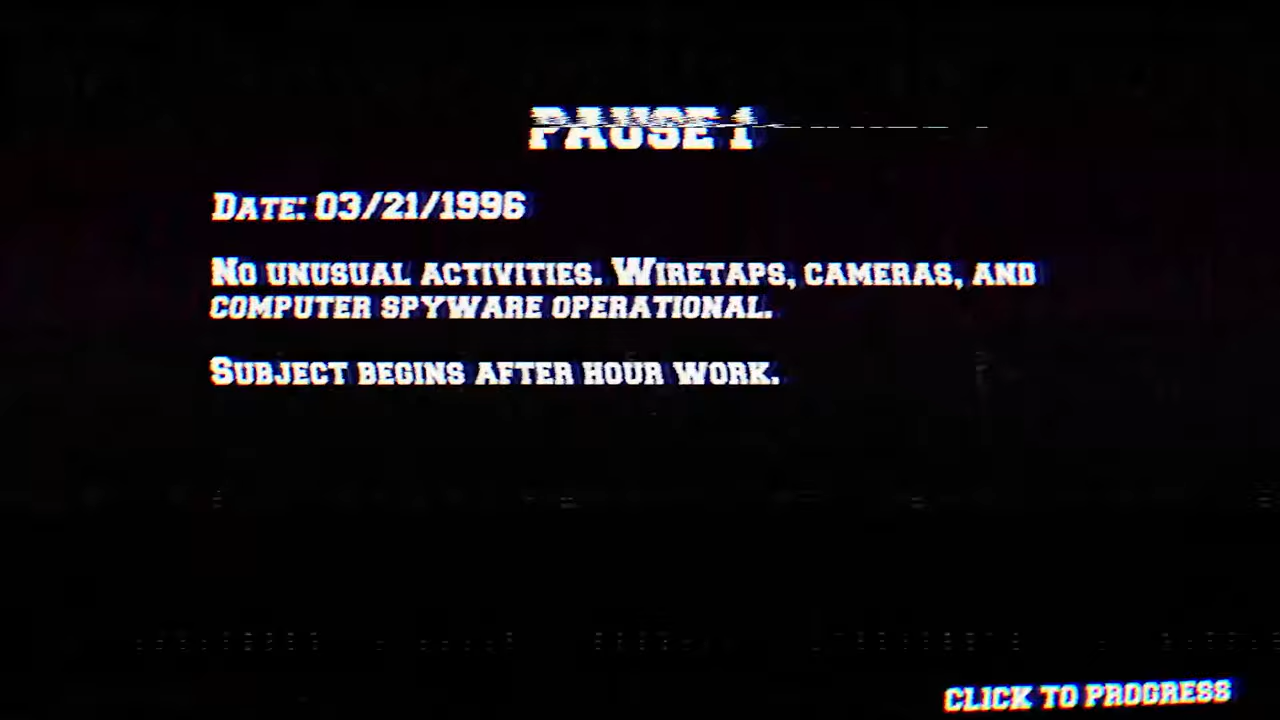 PAUSE 1
DATE: 03/21/1996
NO UNUSUAL ACTIVITIES. WIRETAPS, CAMERAS, AND
COMPUTER SPYWARE OPERATIONAL.
SUBJECT BEGINS AFTER HOUR WORK.
CLICK TO PROGRESS